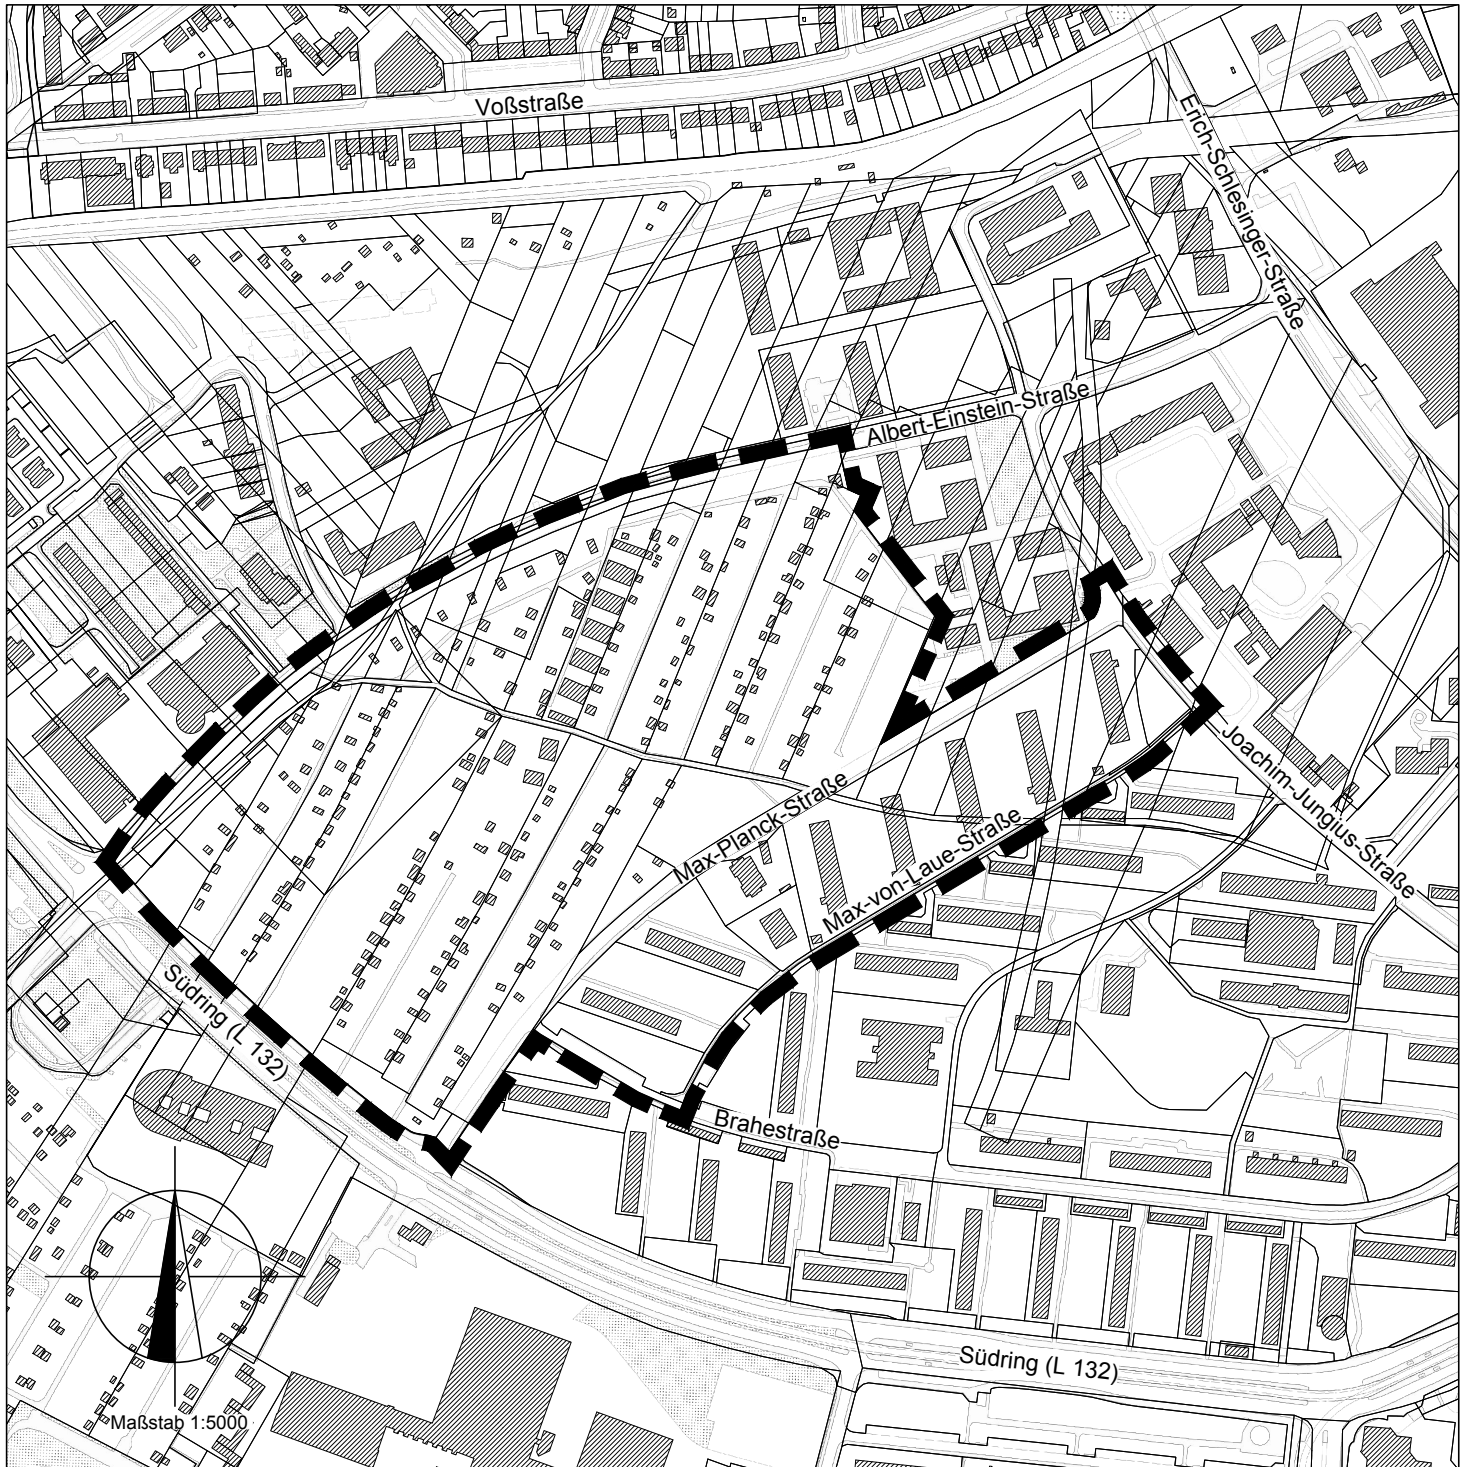 Voßstraße
Erich-Schlesinger-Straße
Albert-Einstein-Straße
Joachim-Jungius-Straße
Max-Planck-Straße
Max-von-Laue-Straße
Südring (L 132)
Brahestraße
Südring (L 132)
Maßstab 1:5000